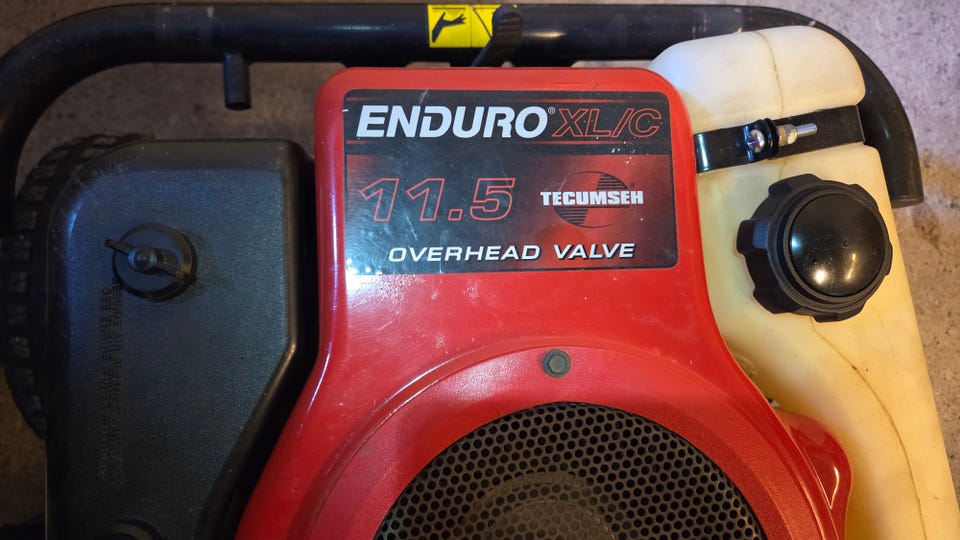 ENDURO® XL/C
11.5 TECUMSEH
OVERHEAD VALVE